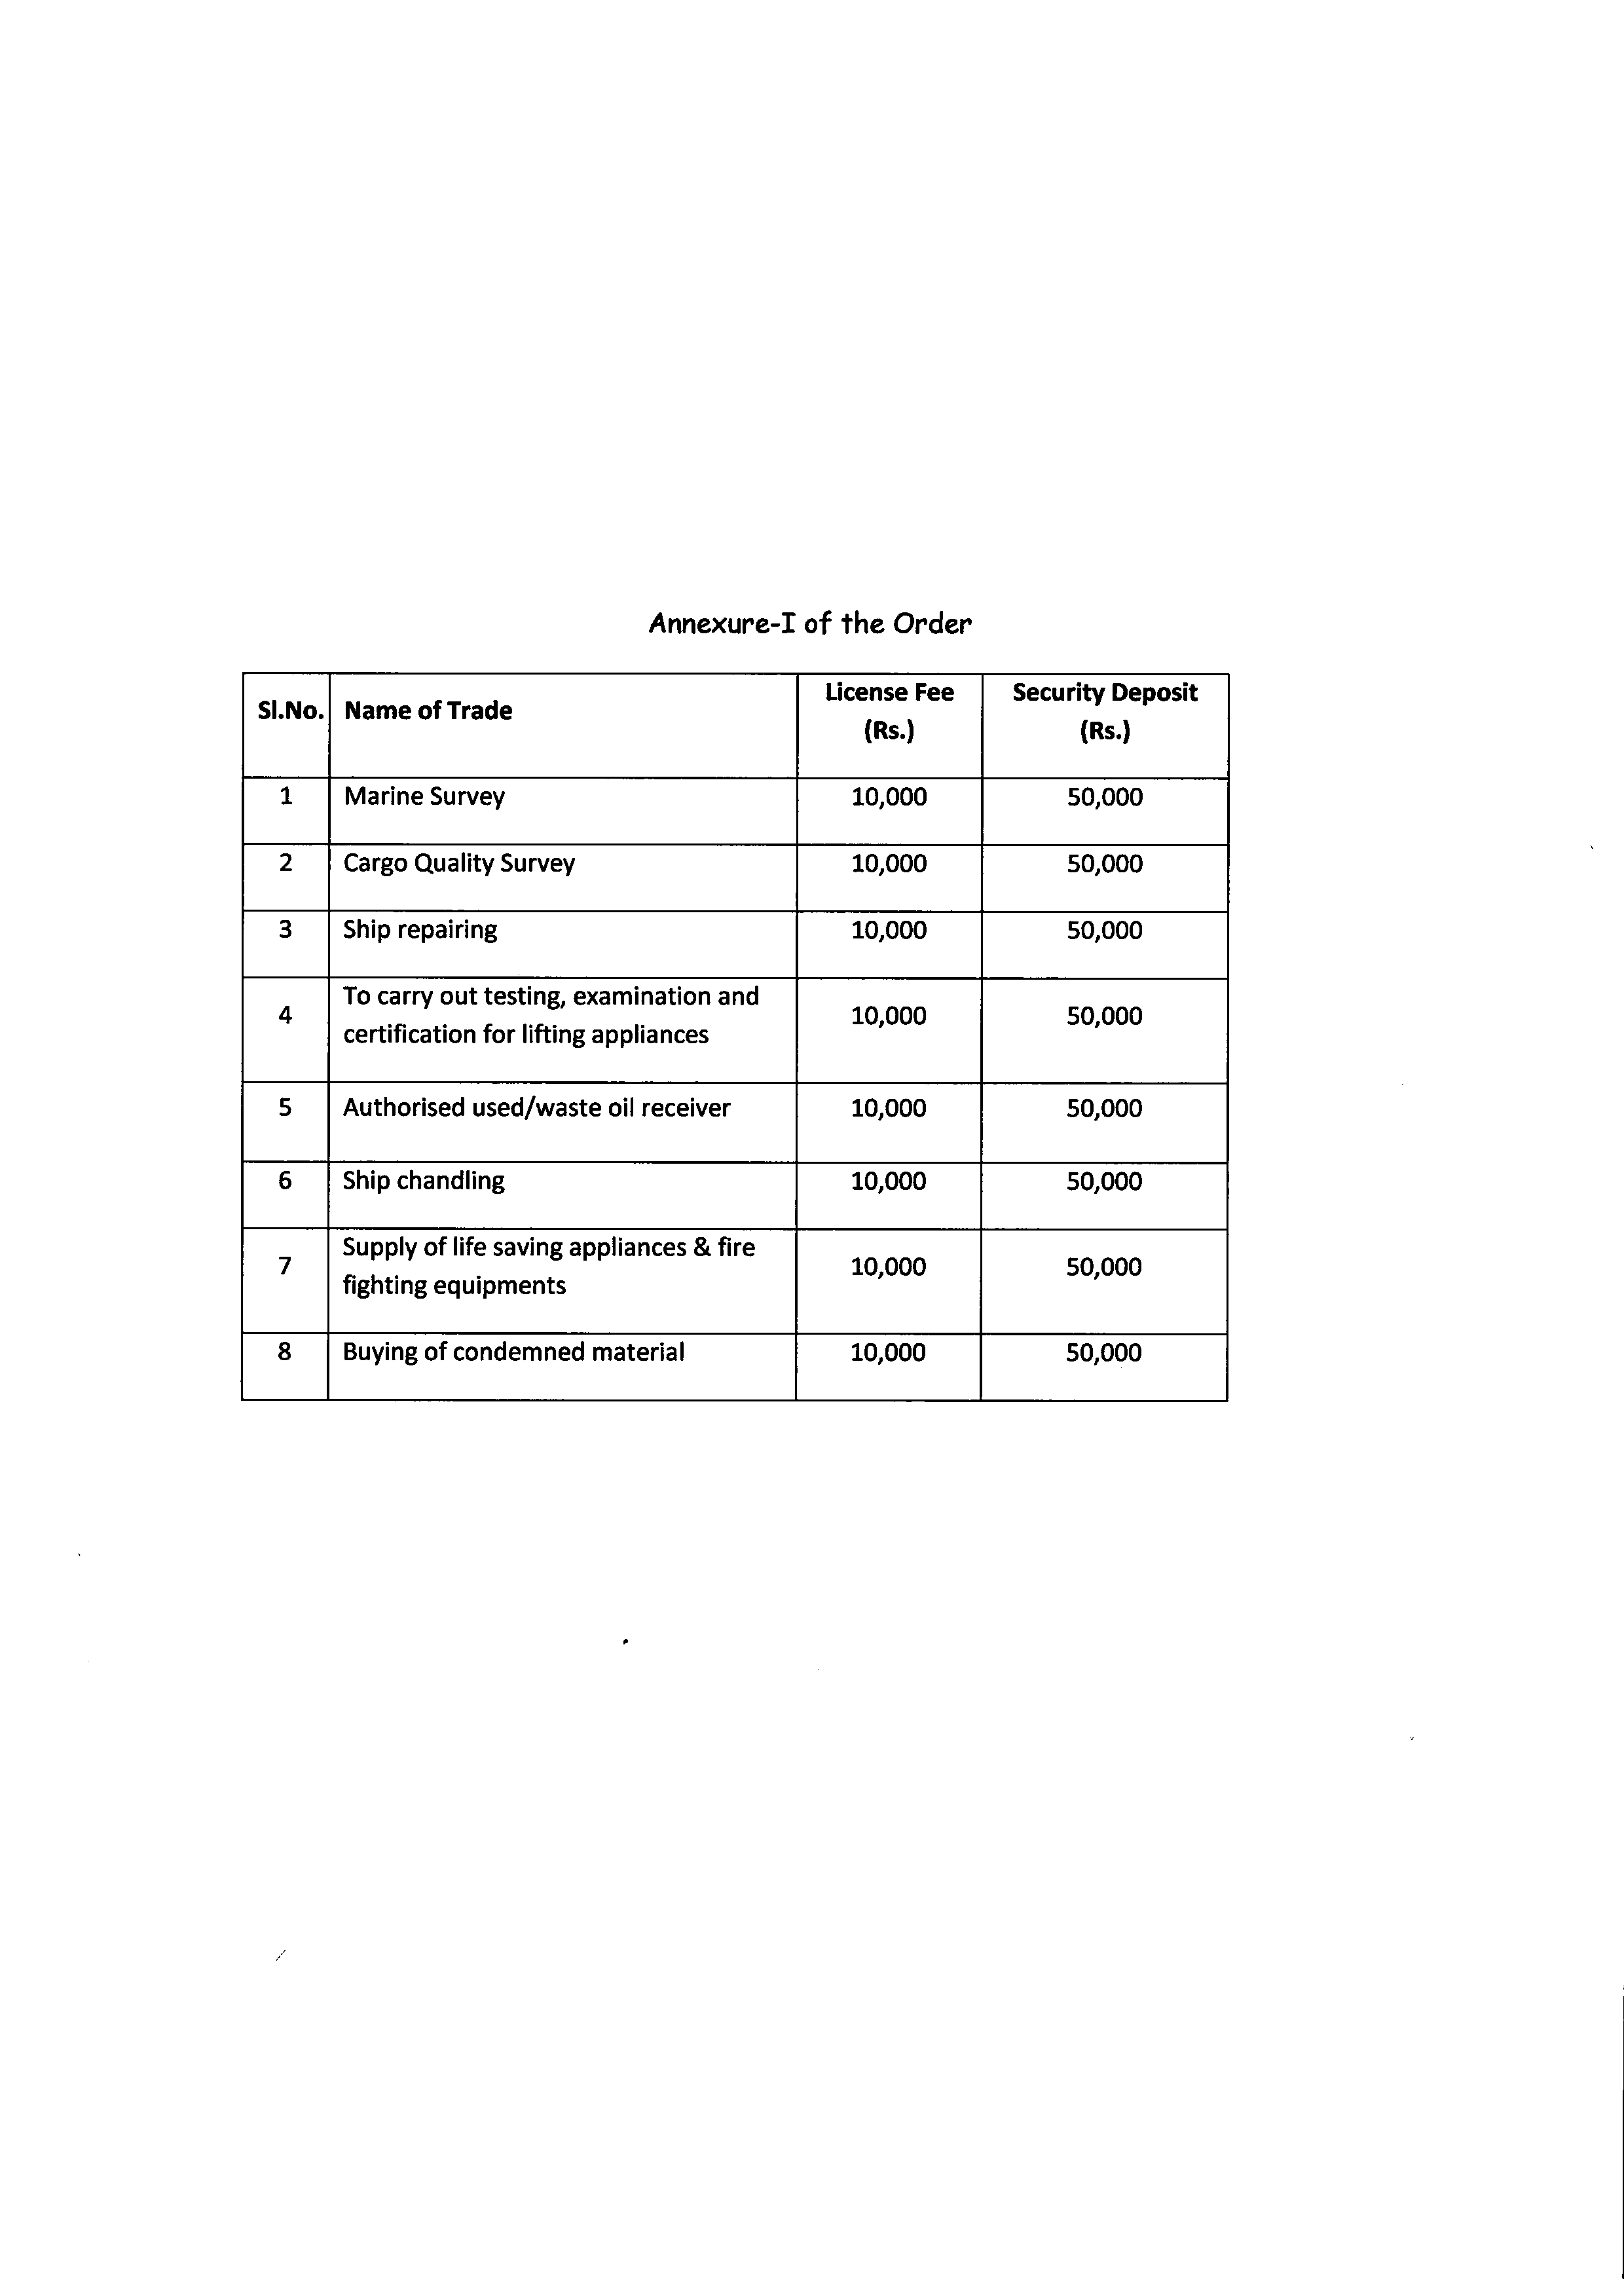 Annexure-I of the Order
Sl.No. Name of Trade License Fee (Rs.) Security Deposit (Rs.)
1 Marine Survey 10,000 50,000
2 Cargo Quality Survey 10,000 50,000
3 Ship repairing 10,000 50,000
4 To carry out testing, examination and
certification for lifting appliances 10,000 50,000
5 Authorised used/waste oil receiver 10,000 50,000
6 Ship chandling 10,000 50,000
7 Supply of life saving appliances & fire
fighting equipments 10,000 50,000
8 Buying of condemned material 10,000 50,000